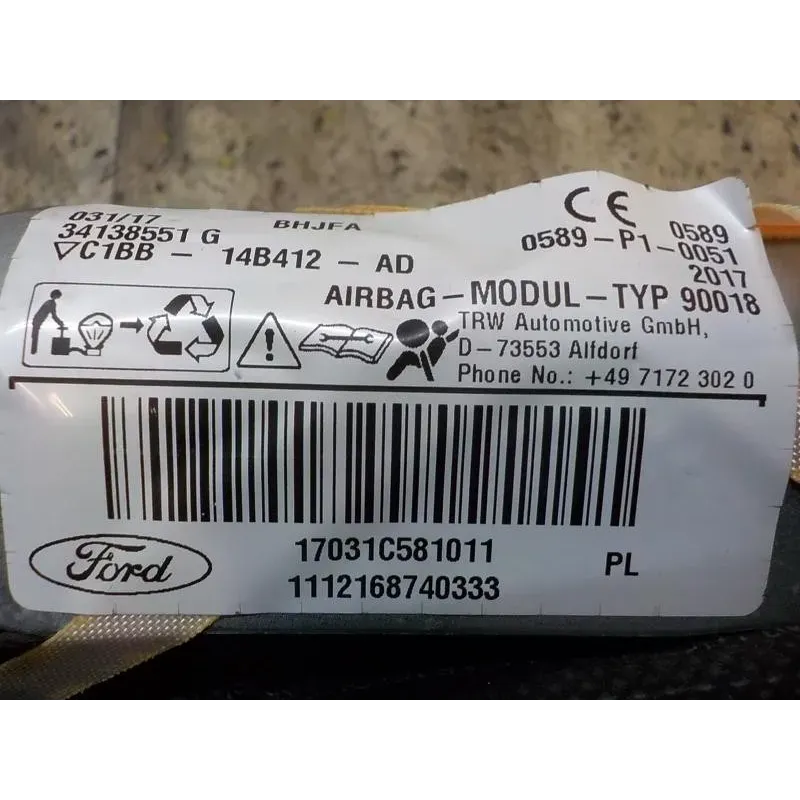 031/17 BHJFA
34138551 G
▽C1BB - 14B412 - AD
CE 0589
0589-P1-0051
2017
AIRBAG-MODUL-TYP 90018
TRW Automotive GmbH,
D-73553 Alfdorf
Phone No.: +49 7172 302 0
17031C581011
1112168740333
PL
Ford